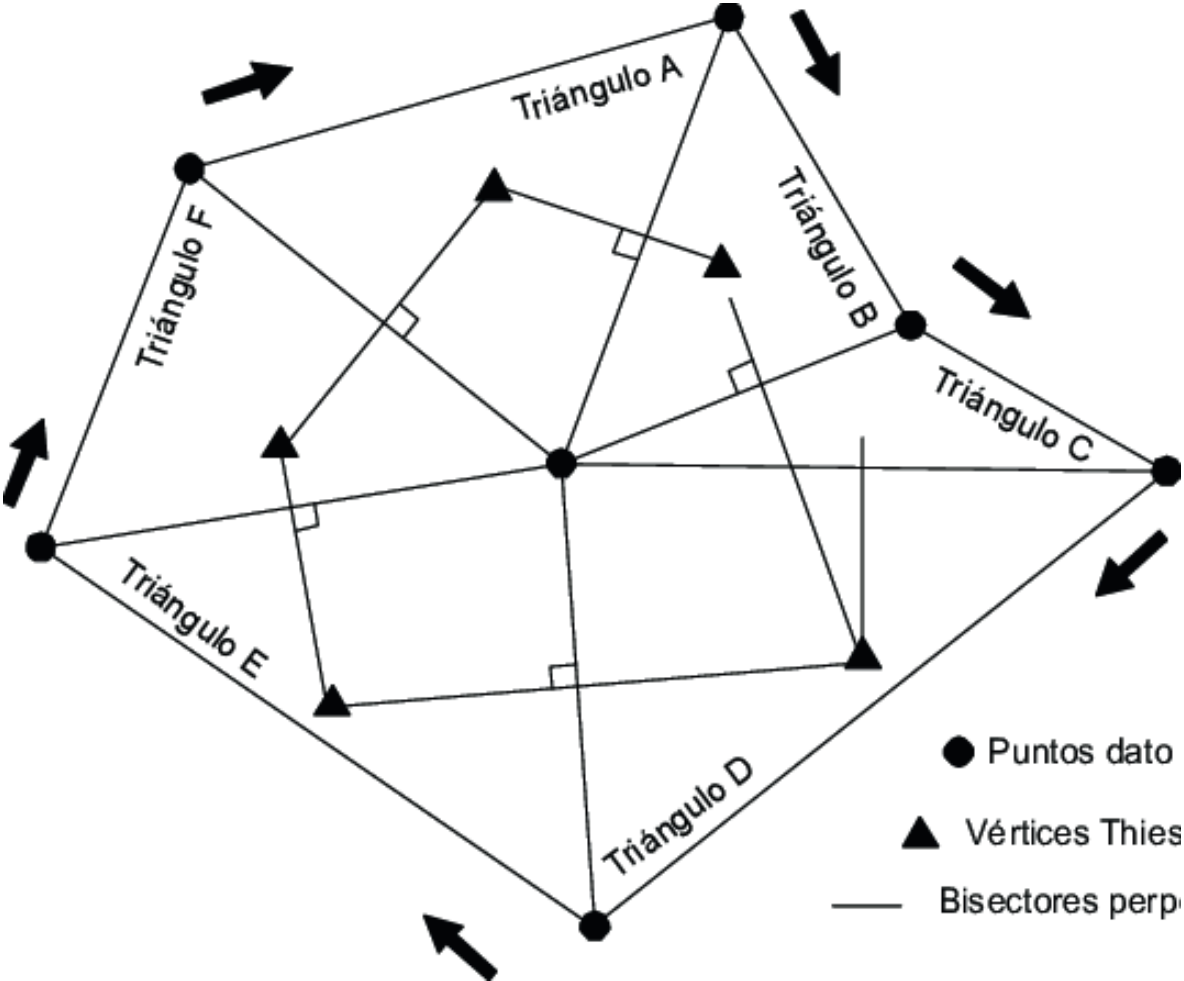 Triángulo A
Triángulo B
Triángulo F
Triángulo C
Triángulo E
Triángulo D
Puntos dato
Vértices Thies
Bisectores perp